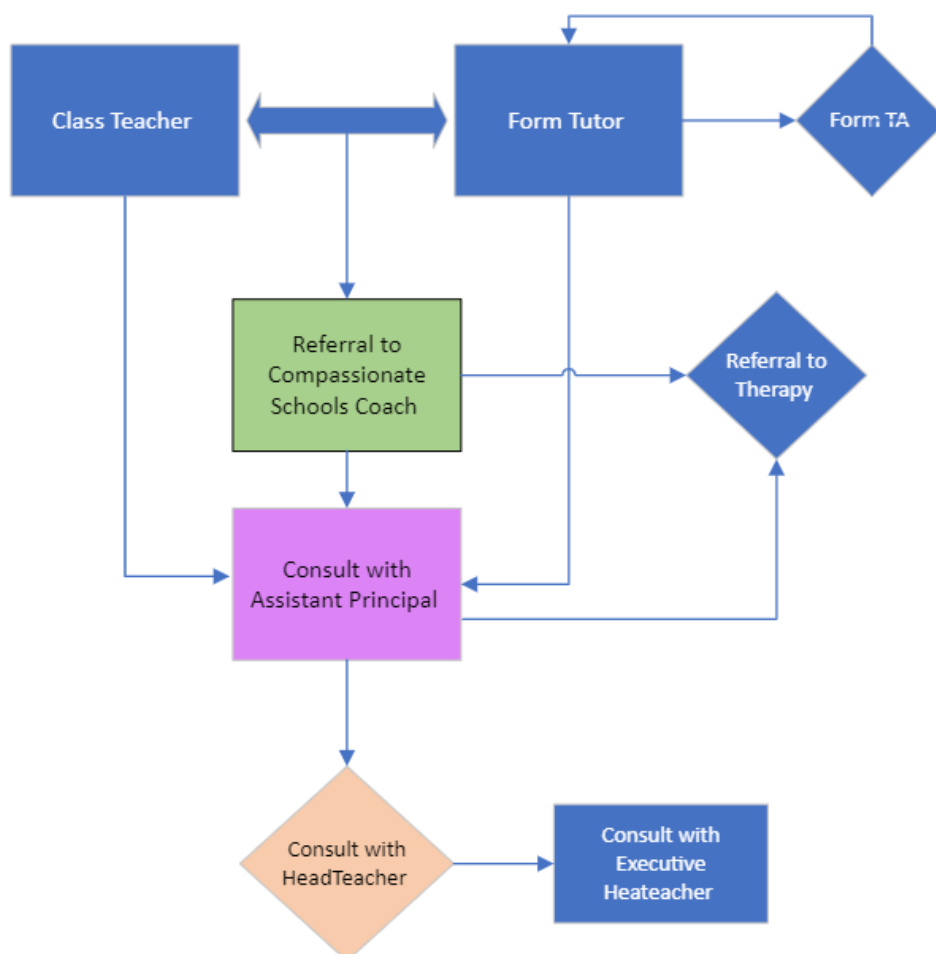 Class Teacher
Form Tutor
Form TA
Referral to
Compassionate
Schools Coach
Referral to
Therapy
Consult with
Assistant Principal
Consult with
HeadTeacher
Consult with
Executive
Heateacher